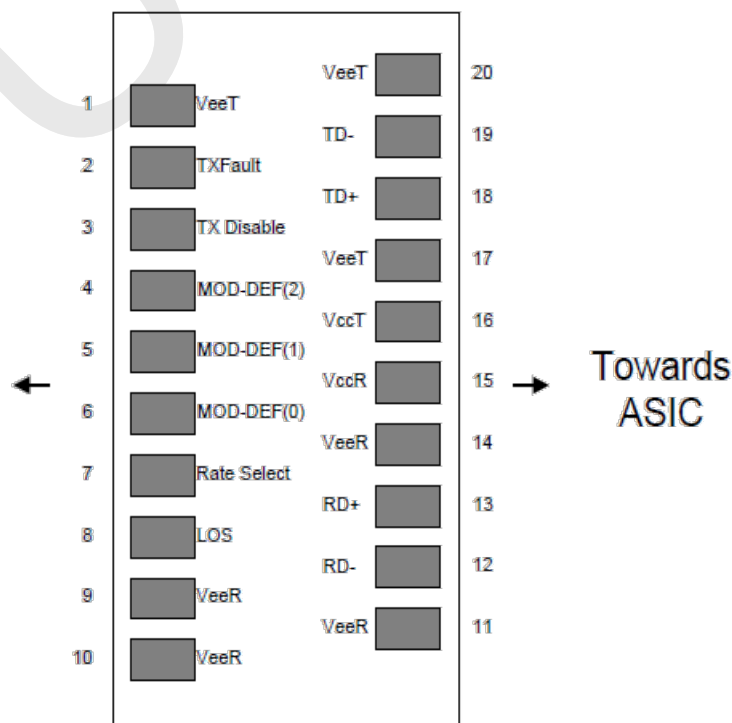 VeeT 20
1 VeeT
TD- 19
2 TXFault
TD+ 18
3 TX Disable
VeeT 17
4 MOD-DEF(2)
VccT 16
5 MOD-DEF(1)
VccR 15
Towards
ASIC
6 MOD-DEF(0)
VeeR 14
7 Rate Select
RD+ 13
8 LOS
RD- 12
9 VeeR
VeeR 11
10 VeeR